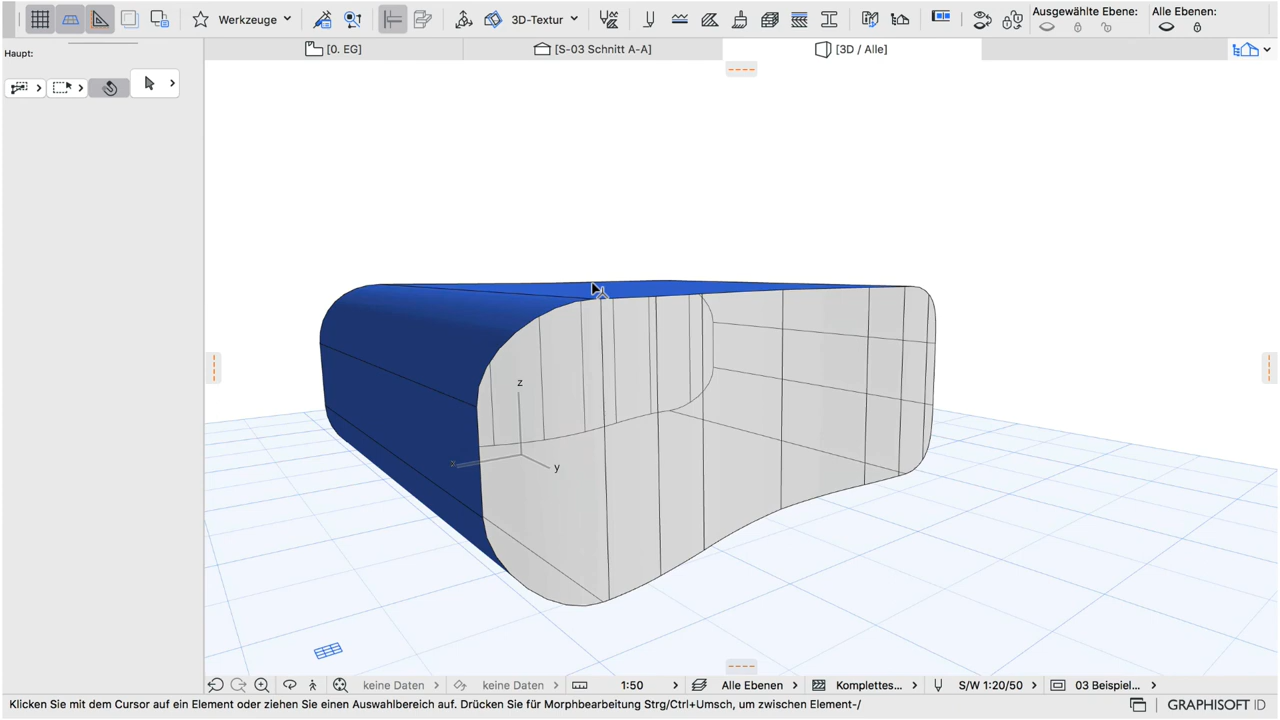 Werkzeuge
3D-Textur
Ausgewählte Ebene:
Alle Ebenen:
[0. EG]
[S-03 Schnitt A-A]
[3D / Alle]
Haupt:
z
x
y
keine Daten
keine Daten
1:50
Alle Ebenen
Komplettes...
S/W 1:20/50
03 Beispiel...
Klicken Sie mit dem Cursor auf ein Element oder ziehen Sie einen Auswahlbereich auf. Drücken Sie für Morphbearbeitung Strg/Ctrl+Umsch, um zwischen Element-/
GRAPHISOFT ID